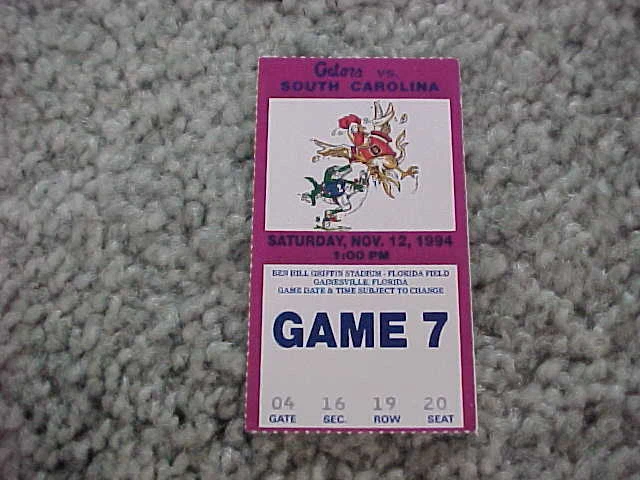 Gators vs.
SOUTH CAROLINA
SATURDAY, NOV. 12, 1994
1:00 PM
BEN HILL GRIFFIN STADIUM - FLORIDA FIELD
GAINESVILLE, FLORIDA
GAME DATE & TIME SUBJECT TO CHANGE
GAME 7
04 16 19 20
GATE SEC. ROW SEAT